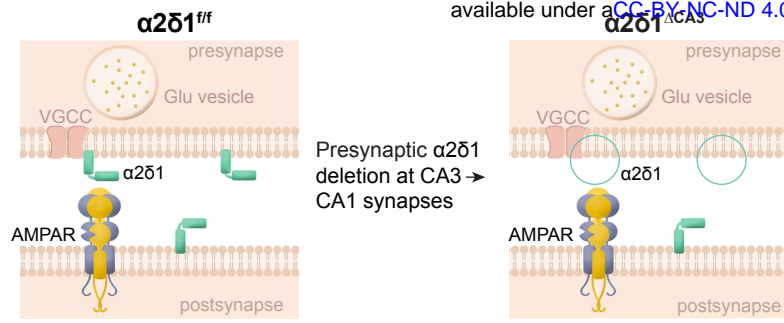 available under aCC-BY-NC-ND 4.0
α2δ1f/f
α2δ1ΔCA3
presynapse
Glu vesicle
VGCC
α2δ1
AMPAR
postsynapse
Presynaptic α2δ1
deletion at CA3 →
CA1 synapses
presynapse
Glu vesicle
VGCC
α2δ1
AMPAR
postsynapse